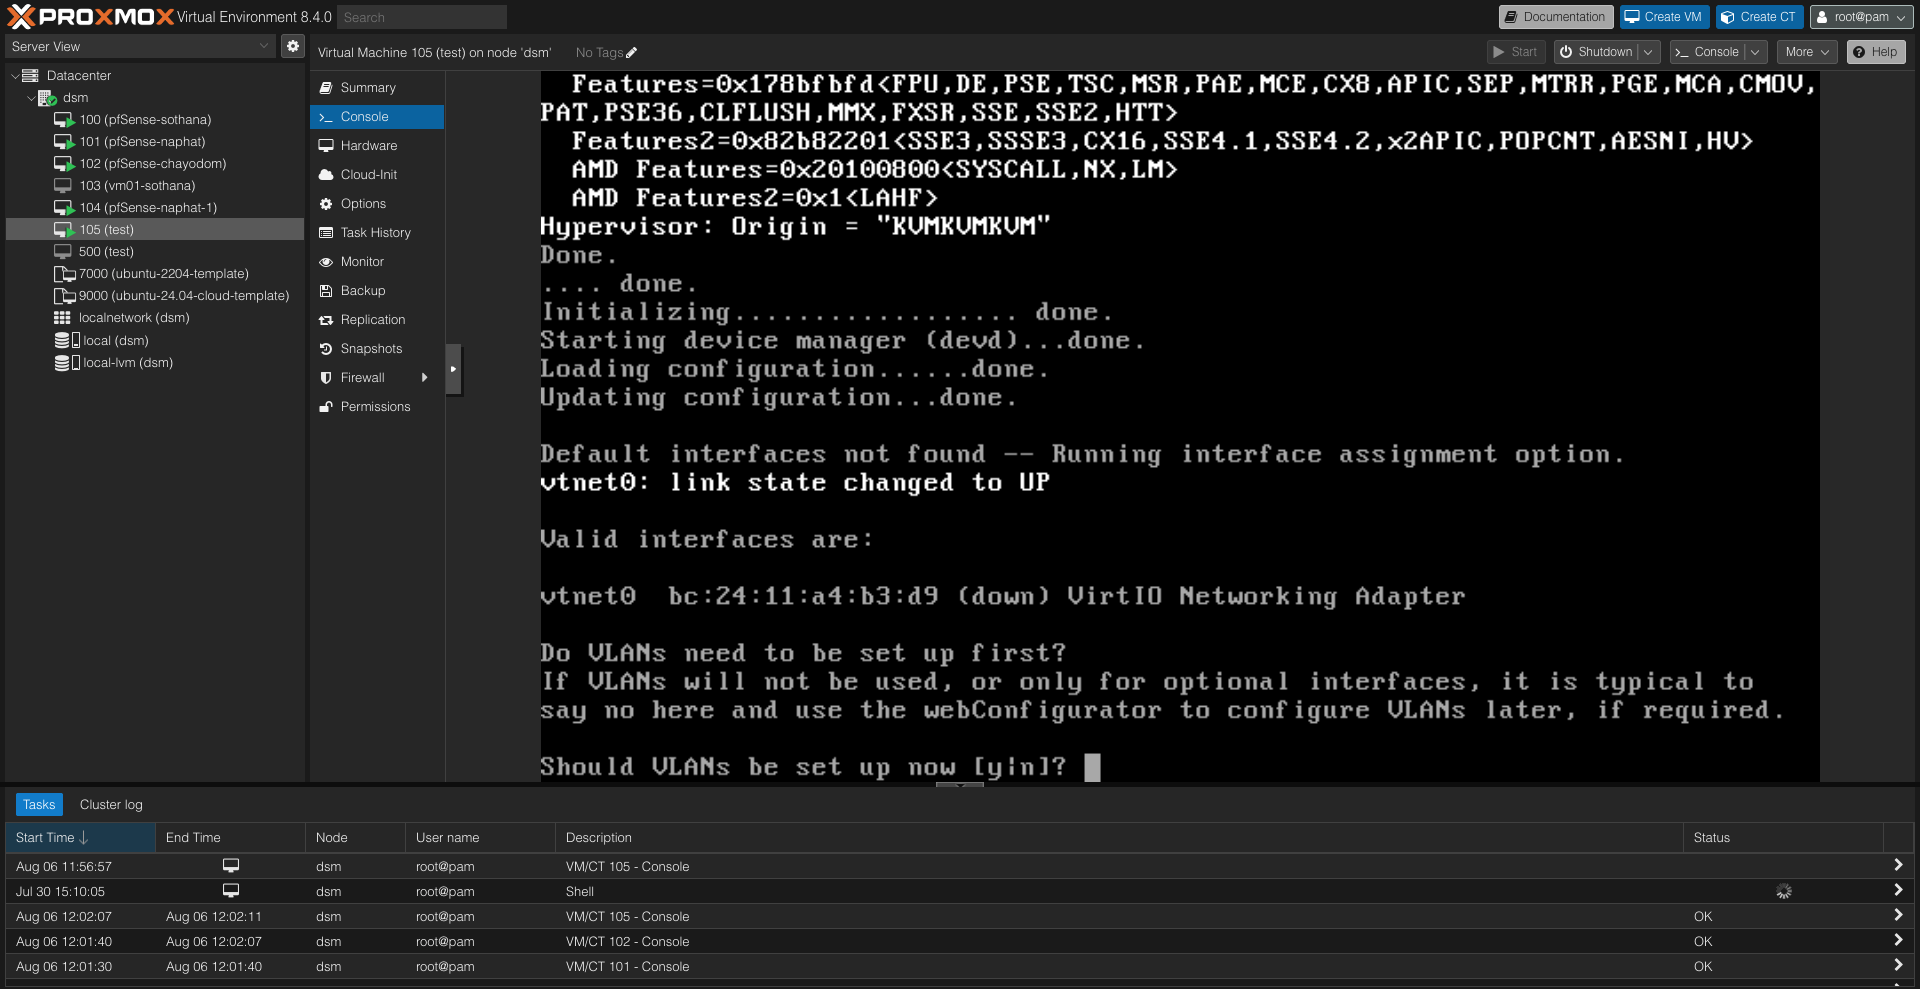 PROXMOX Virtual Environment 8.4.0 Search
Documentation Create VM Create CT root@pam
Server View
Virtual Machine 105 (test) on node 'dsm' No Tags
Start Shutdown Console More Help
Datacenter
dsm
100 (pfSense-sothana)
101 (pfSense-naphat)
102 (pfSense-chayodom)
103 (vm01-sothana)
104 (pfSense-naphat-1)
105 (test)
500 (test)
7000 (ubuntu-2204-template)
9000 (ubuntu-24.04-cloud-template)
localnetwork (dsm)
local (dsm)
local-lvm (dsm)
Summary
Console
Hardware
Cloud-Init
Options
Task History
Monitor
Backup
Replication
Snapshots
Firewall
Permissions
Features=0x178bfbfd<FPU,DE,PSE,TSC,MSR,PAE,MCE,CX8,APIC,SEP,MTRR,PGE,MCA,CMOV,
PAT,PSE36,CLFLUSH,MMX,FXSR,SSE,SSE2,HTT>
Features2=0x82b82201<SSE3,SSSE3,CX16,SSE4.1,SSE4.2,x2APIC,POPCNT,AESNI,HV>
AMD Features=0x20100800<SYSCALL,NX,LM>
AMD Features2=0x1<LAHF>
Hypervisor: Origin = "KVMKVMKVM"
Done.
.... done.
Initializing.................. done.
Starting device manager (devd)...done.
Loading configuration......done.
Updating configuration...done.
Default interfaces not found -- Running interface assignment option.
vtnet0: link state changed to UP
Valid interfaces are:
vtnet0 bc:24:11:a4:b3:d9 (down) VirtIO Networking Adapter
Do VLANs need to be set up first?
If VLANs will not be used, or only for optional interfaces, it is typical to
say no here and use the webConfigurator to configure VLANs later, if required.
Should VLANs be set up now [y|n]?
Tasks Cluster log
Start Time End Time Node User name Description Status
Aug 06 11:56:57 dsm root@pam VM/CT 105 - Console
Jul 30 15:10:05 dsm root@pam Shell
Aug 06 12:02:07 Aug 06 12:02:11 dsm root@pam VM/CT 105 - Console OK
Aug 06 12:01:40 Aug 06 12:02:07 dsm root@pam VM/CT 102 - Console OK
Aug 06 12:01:30 Aug 06 12:01:40 dsm root@pam VM/CT 101 - Console OK